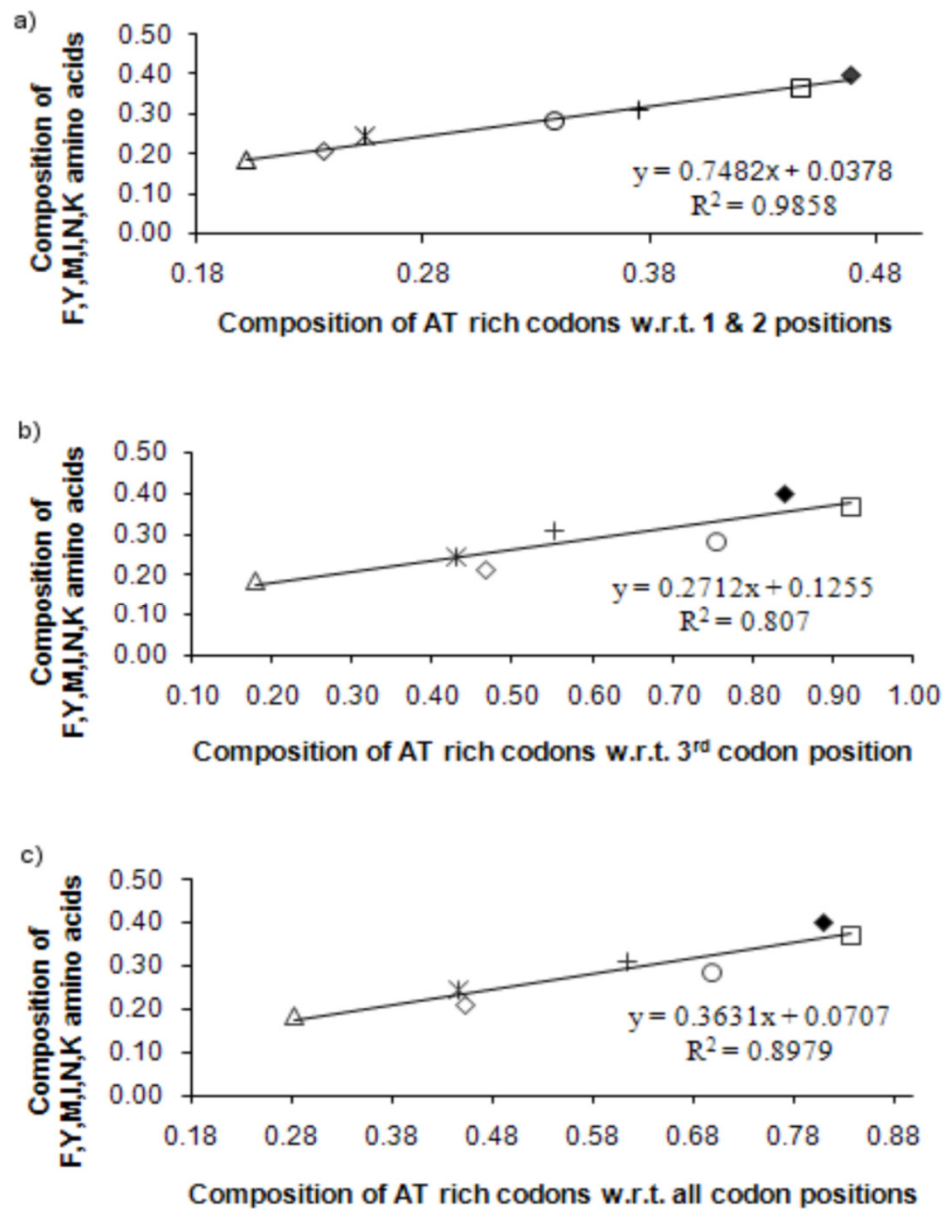 a)
Composition of
F,Y,M,I,N,K amino acids
0.50
0.40
0.30
0.20
0.10
0.00
y = 0.7482x + 0.0378
R² = 0.9858
0.18 0.28 0.38 0.48
Composition of AT rich codons w.r.t. 1 & 2 positions
b)
Composition of
F,Y,M,I,N,K amino acids
0.50
0.40
0.30
0.20
0.10
0.00
y = 0.2712x + 0.1255
R² = 0.807
0.10 0.20 0.30 0.40 0.50 0.60 0.70 0.80 0.90 1.00
Composition of AT rich codons w.r.t. 3rd codon position
c)
Composition of
F,Y,M,I,N,K amino acids
0.50
0.40
0.30
0.20
0.10
0.00
y = 0.3631x + 0.0707
R² = 0.8979
0.18 0.28 0.38 0.48 0.58 0.68 0.78 0.88
Composition of AT rich codons w.r.t. all codon positions